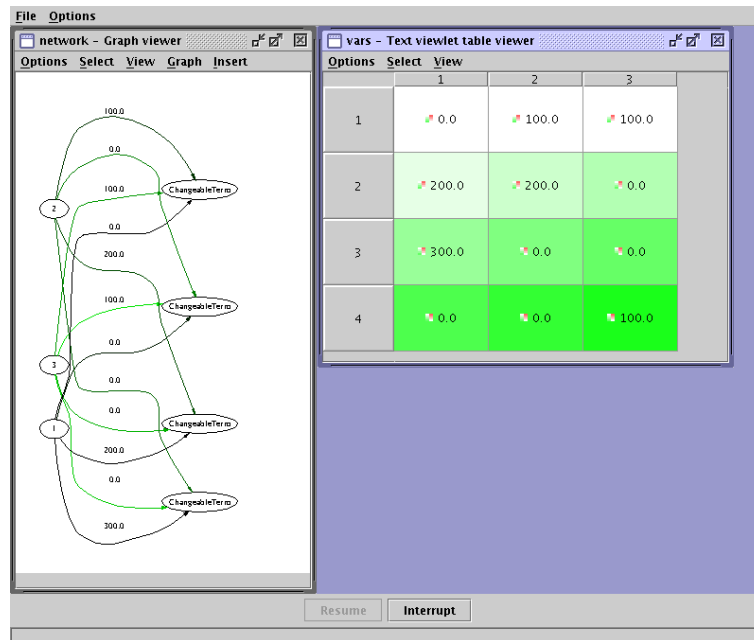 File Options
network - Graph viewer
Options Select View Graph Insert
100.0
0.0
100.0
ChangeableTerro
2
0.0
200.0
100.0
ChangeableTerro
0.0
3
0.0
0.0
ChangeableTerro
1
200.0
0.0
ChangeableTerro
300.0
vars - Text viewlet table viewer
Options Select View
1 2 3
1 0.0 100.0 100.0
2 200.0 200.0 0.0
3 300.0 0.0 0.0
4 0.0 0.0 100.0
Resume Interrupt